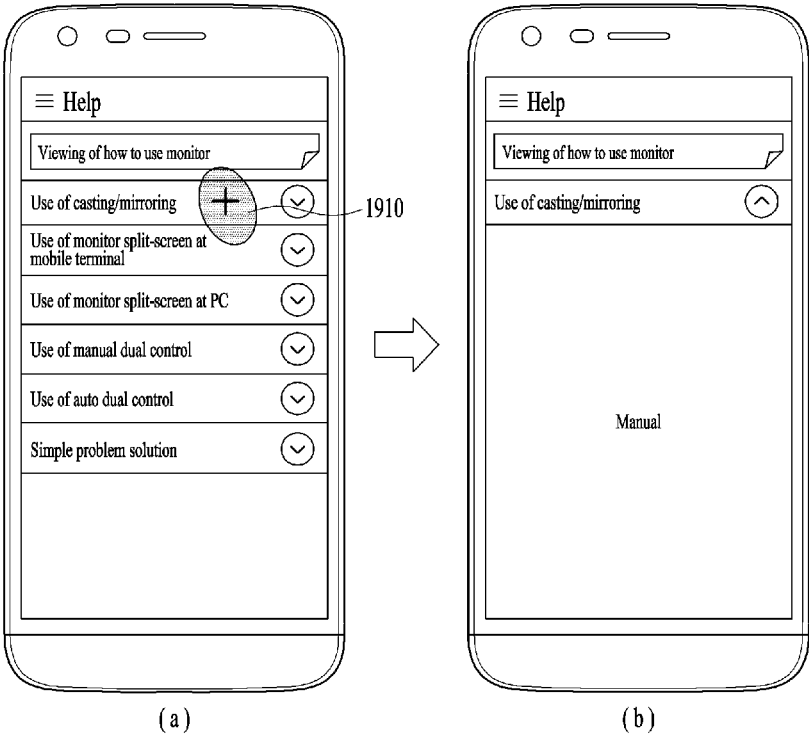 Help
Viewing of how to use monitor
Use of casting/mirroring
1910
Use of monitor split-screen at
mobile terminal
Use of monitor split-screen at PC
Use of manual dual control
Use of auto dual control
Simple problem solution
(a)
Help
Viewing of how to use monitor
Use of casting/mirroring
Manual
(b)